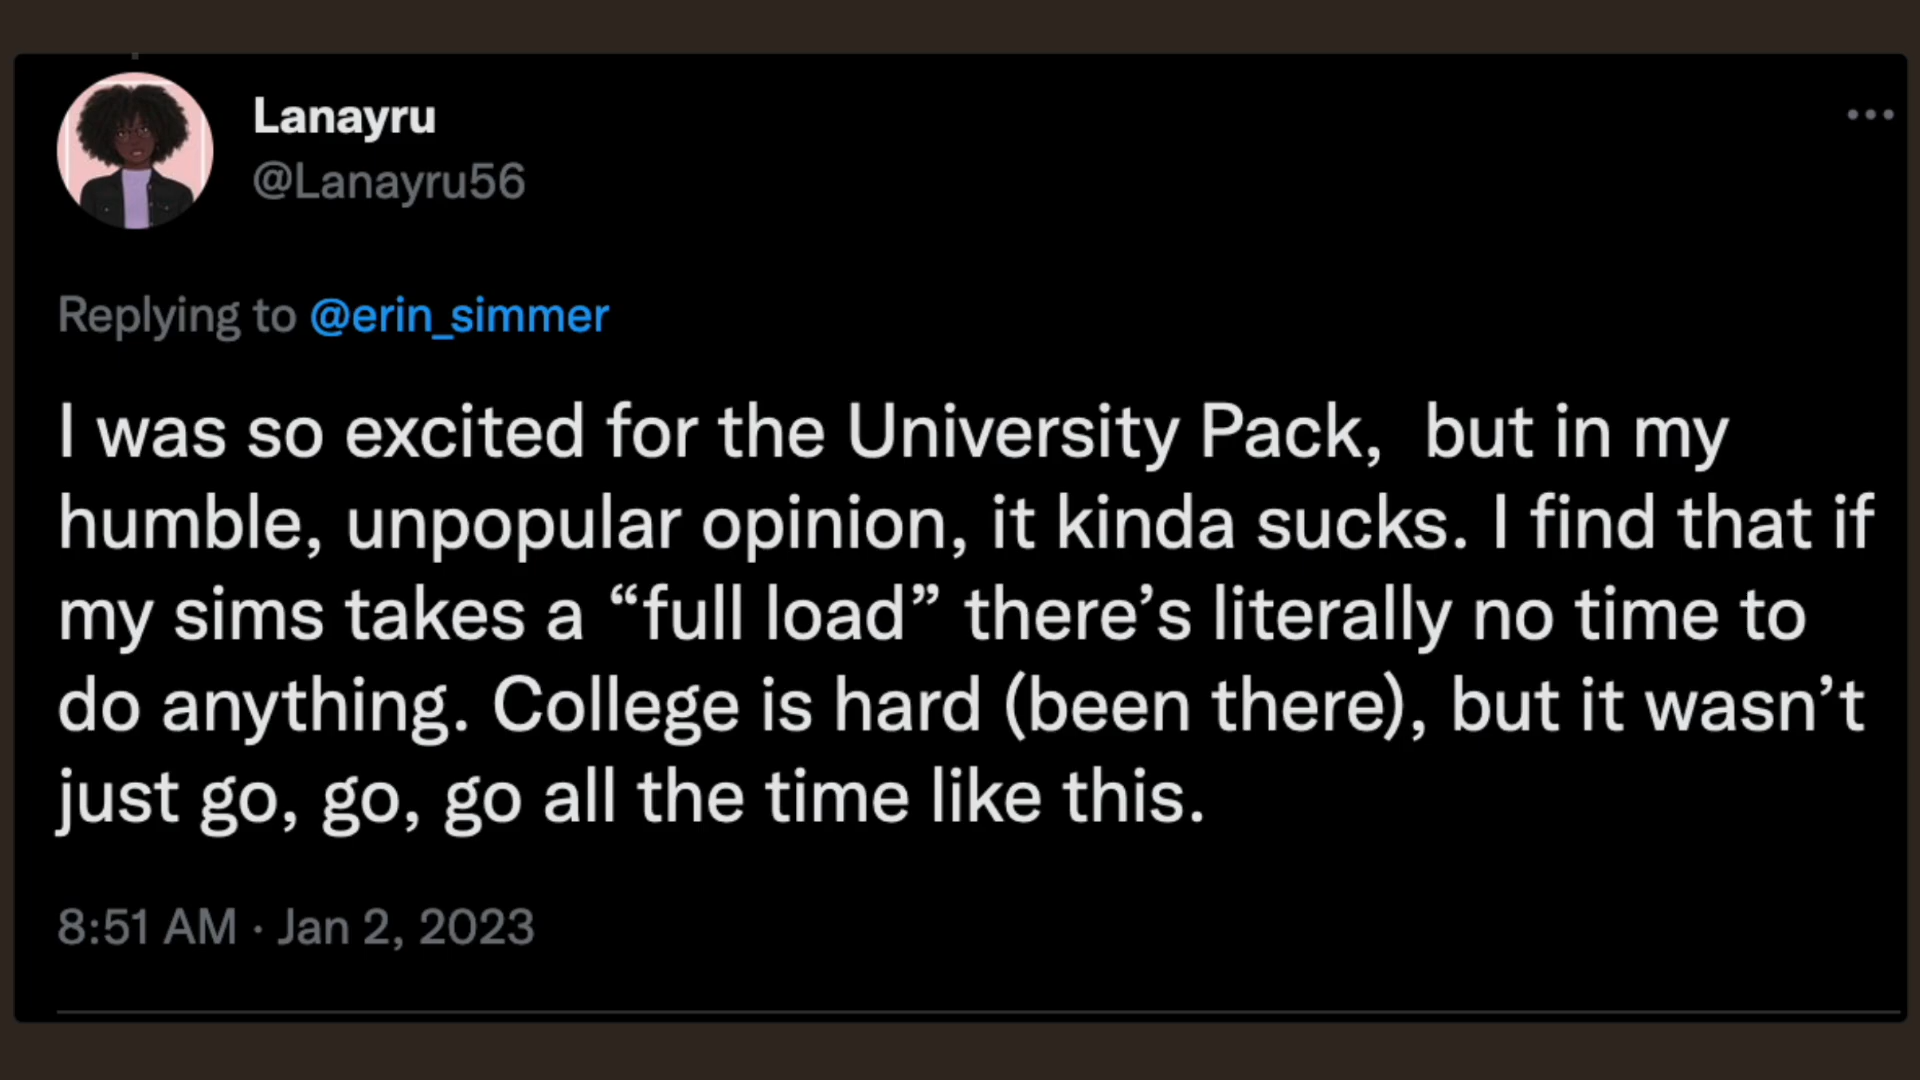 Lanayru
@Lanayru56
Replying to @erin_simmer
I was so excited for the University Pack,  but in my
humble, unpopular opinion, it kinda sucks. I find that if
my sims takes a “full load” there’s literally no time to
do anything. College is hard (been there), but it wasn’t
just go, go, go all the time like this.
8:51 AM · Jan 2, 2023